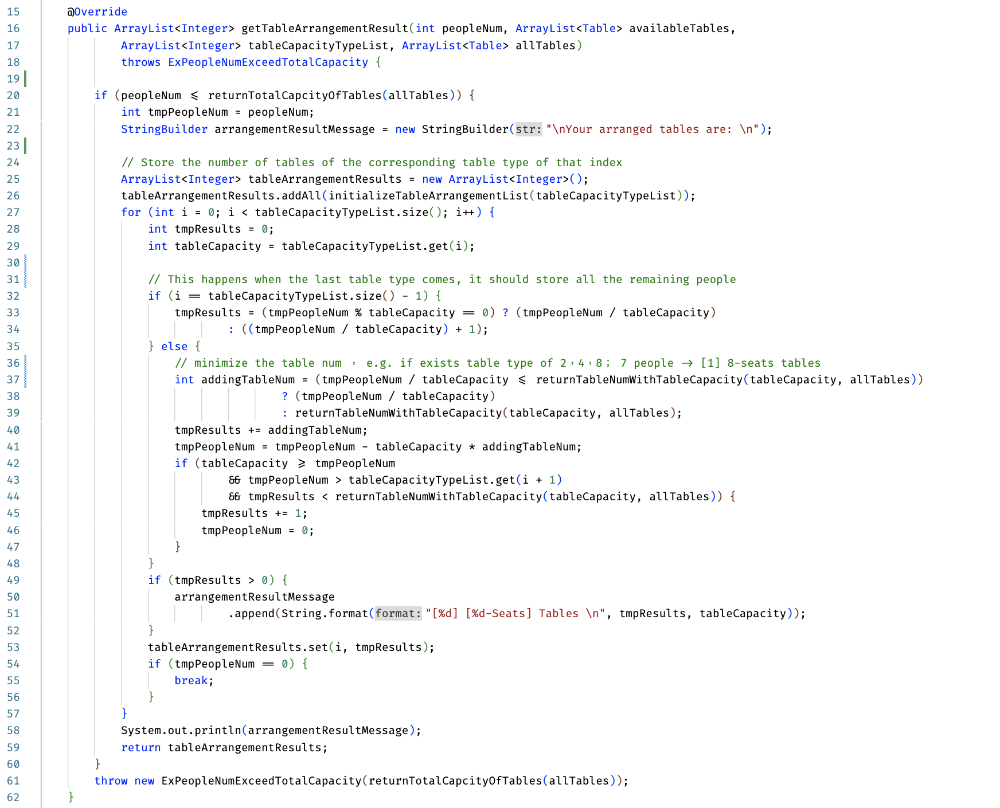 15 @Override
16 public ArrayList<Integer> getTableArrangementResult(int peopleNum, ArrayList<Table> availableTables,
17 ArrayList<Integer> tableCapacityTypeList, ArrayList<Table> allTables)
18 throws ExPeopleNumExceedTotalCapacity {
19
20 if (peopleNum <= returnTotalCapcityOfTables(allTables)) {
21 int tmpPeopleNum = peopleNum;
22 StringBuilder arrangementResultMessage = new StringBuilder(str: "\nYour arranged tables are: \n");
23
24 // Store the number of tables of the corresponding table type of that index
25 ArrayList<Integer> tableArrangementResults = new ArrayList<Integer>();
26 tableArrangementResults.addAll(initializeTableArrangementList(tableCapacityTypeList));
27 for (int i = 0; i < tableCapacityTypeList.size(); i++) {
28 int tmpResults = 0;
29 int tableCapacity = tableCapacityTypeList.get(i);
30
31 // This happens when the last table type comes, it should store all the remaining people
32 if (i == tableCapacityTypeList.size() - 1) {
33 tmpResults = (tmpPeopleNum % tableCapacity == 0) ? (tmpPeopleNum / tableCapacity)
34 : ((tmpPeopleNum / tableCapacity) + 1);
35 } else {
36 // minimize the table num ， e.g. if exists table type of 2，4，8； 7 people -> [1] 8-seats tables
37 int addingTableNum = (tmpPeopleNum / tableCapacity <= returnTableNumWithTableCapacity(tableCapacity, allTables))
38 ? (tmpPeopleNum / tableCapacity)
39 : returnTableNumWithTableCapacity(tableCapacity, allTables);
40 tmpResults += addingTableNum;
41 tmpPeopleNum = tmpPeopleNum - tableCapacity * addingTableNum;
42 if (tableCapacity >= tmpPeopleNum
43 && tmpPeopleNum > tableCapacityTypeList.get(i + 1)
44 && tmpResults < returnTableNumWithTableCapacity(tableCapacity, allTables)) {
45 tmpResults += 1;
46 tmpPeopleNum = 0;
47 }
48 }
49 if (tmpResults > 0) {
50 arrangementResultMessage
51 .append(String.format(format: "[%d] [%d-Seats] Tables \n", tmpResults, tableCapacity));
52 }
53 tableArrangementResults.set(i, tmpResults);
54 if (tmpPeopleNum == 0) {
55 break;
56 }
57 }
58 System.out.println(arrangementResultMessage);
59 return tableArrangementResults;
60 }
61 throw new ExPeopleNumExceedTotalCapacity(returnTotalCapcityOfTables(allTables));
62 }